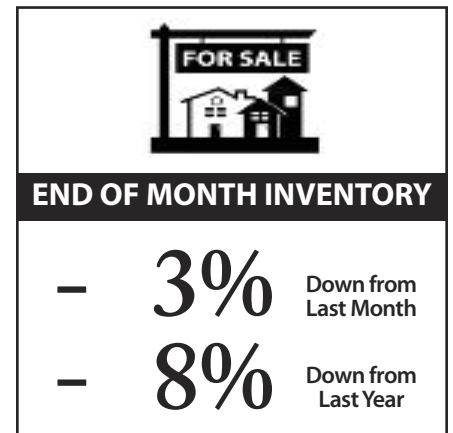 FOR SALE
END OF MONTH INVENTORY
– 3% Down from
Last Month
– 8% Down from
Last Year